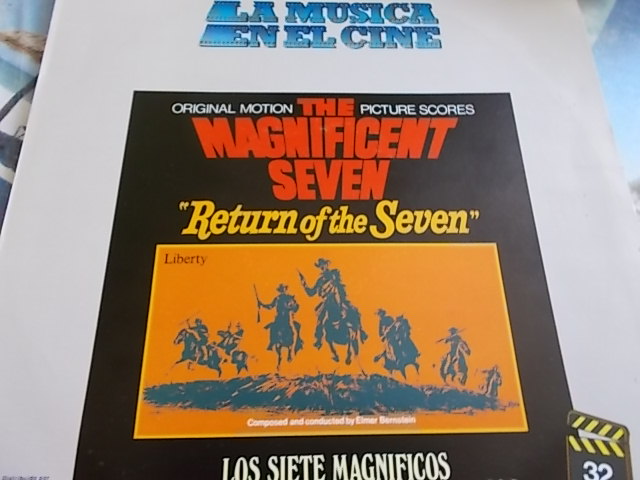 LA MUSICA
EN EL CINE
ORIGINAL MOTION THE PICTURE SCORES
MAGNIFICENT
SEVEN
"Return of the Seven"
Liberty
Composed and conducted by Elmer Bernstein
LOS SIETE MAGNIFICOS
32